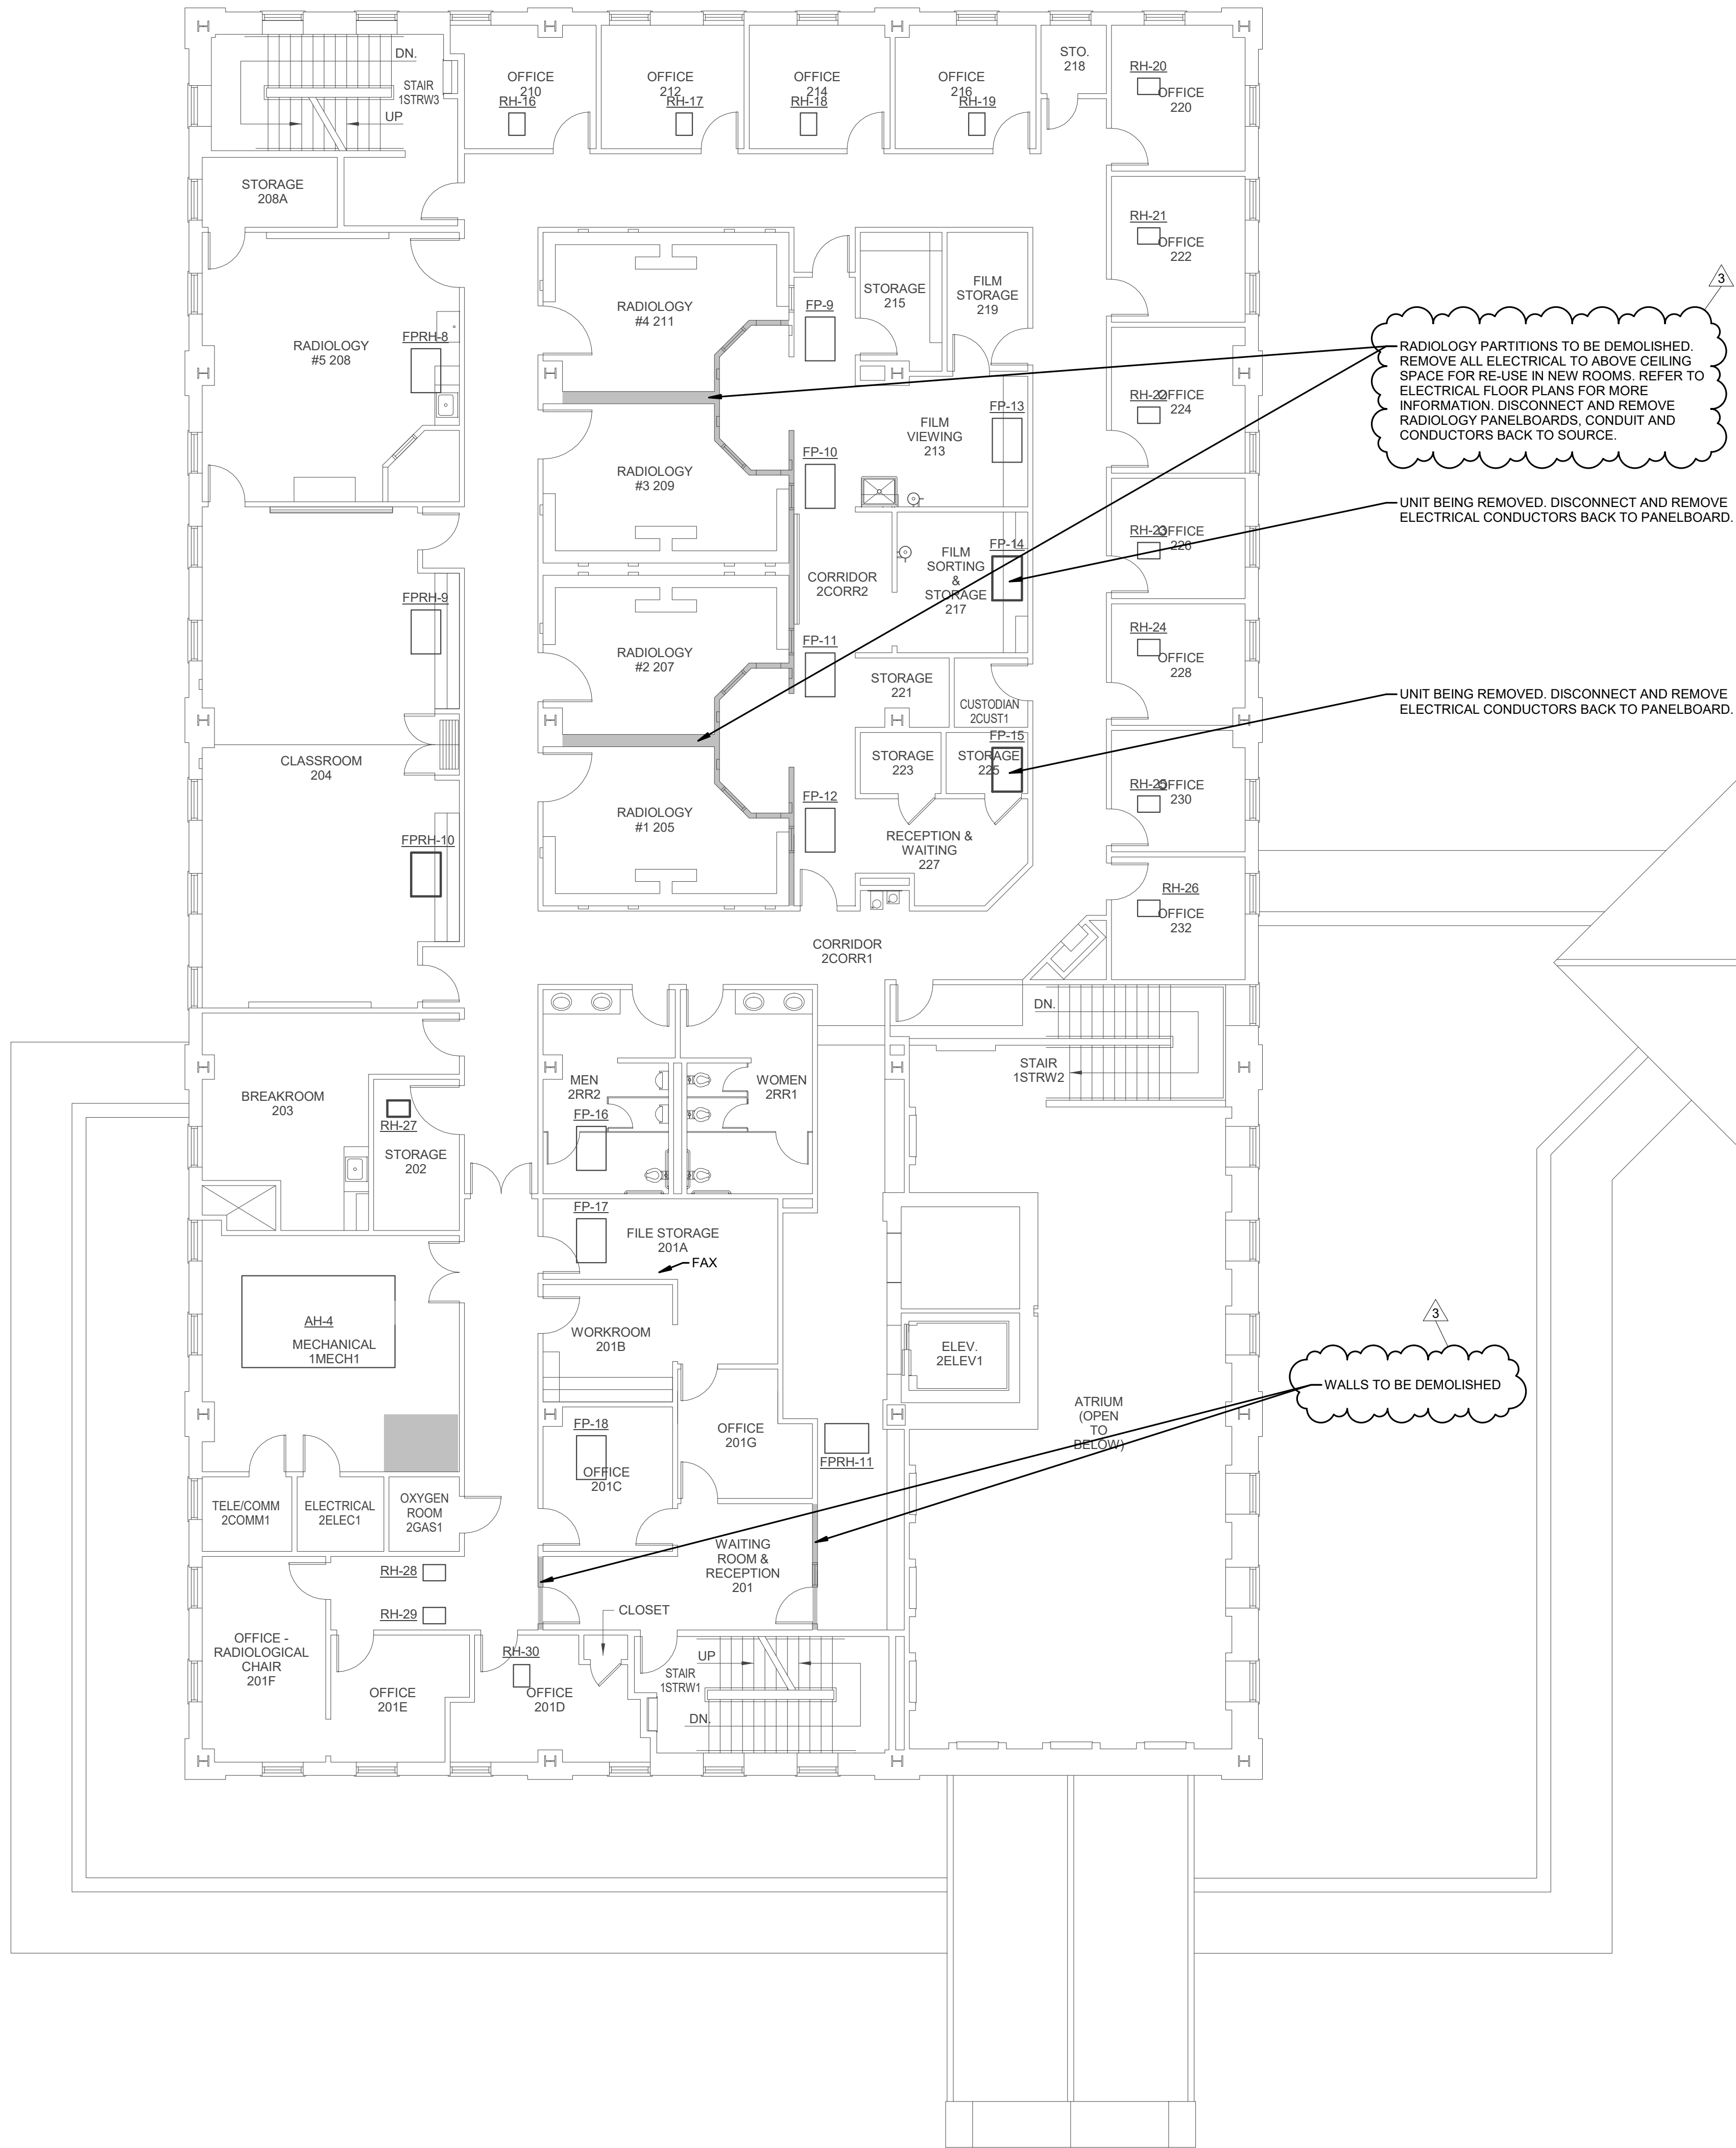 DN.
STAIR
1STRW3
UP
OFFICE
210
RH-16
OFFICE
212
RH-17
OFFICE
214
RH-18
OFFICE
216
RH-19
STO.
218
RH-20
OFFICE
220
STORAGE
208A
RH-21
OFFICE
222
RADIOLOGY
#5 208
FPRH-8
RADIOLOGY
#4 211
FP-9
STORAGE
215
FILM
STORAGE
219
3
RADIOLOGY PARTITIONS TO BE DEMOLISHED.
REMOVE ALL ELECTRICAL TO ABOVE CEILING
SPACE FOR RE-USE IN NEW ROOMS. REFER TO
ELECTRICAL FLOOR PLANS FOR MORE
INFORMATION. DISCONNECT AND REMOVE
RADIOLOGY PANELBOARDS, CONDUIT AND
CONDUCTORS BACK TO SOURCE.
RH-22
OFFICE
224
FP-13
FILM
VIEWING
213
RADIOLOGY
#3 209
FP-10
UNIT BEING REMOVED. DISCONNECT AND REMOVE
ELECTRICAL CONDUCTORS BACK TO PANELBOARD.
RH-23
OFFICE
226
FP-14
FILM
SORTING
&
STORAGE
217
CORRIDOR
2CORR2
FPRH-9
RADIOLOGY
#2 207
FP-11
RH-24
OFFICE
228
STORAGE
221
CUSTODIAN
2CUST1
UNIT BEING REMOVED. DISCONNECT AND REMOVE
ELECTRICAL CONDUCTORS BACK TO PANELBOARD.
CLASSROOM
204
STORAGE
223
FP-15
STORAGE
225
RH-25
OFFICE
230
RADIOLOGY
#1 205
FP-12
FPRH-10
RECEPTION &
WAITING
227
RH-26
OFFICE
232
CORRIDOR
2CORR1
DN.
STAIR
1STRW2
BREAKROOM
203
RH-27
STORAGE
202
MEN
2RR2
FP-16
WOMEN
2RR1
FP-17
FILE STORAGE
201A
FAX
AH-4
MECHANICAL
1MECH1
WORKROOM
201B
ELEV.
2ELEV1
3
WALLS TO BE DEMOLISHED
ATRIUM
(OPEN
TO
BELOW)
FP-18
OFFICE
201C
OFFICE
201G
FPRH-11
TELE/COMM
2COMM1
ELECTRICAL
2ELEC1
OXYGEN
ROOM
2GAS1
WAITING
ROOM &
RECEPTION
201
RH-28
RH-29
CLOSET
OFFICE -
RADIOLOGICAL
CHAIR
201F
OFFICE
201E
RH-30
OFFICE
201D
STAIR
1STRW1
UP
DN.